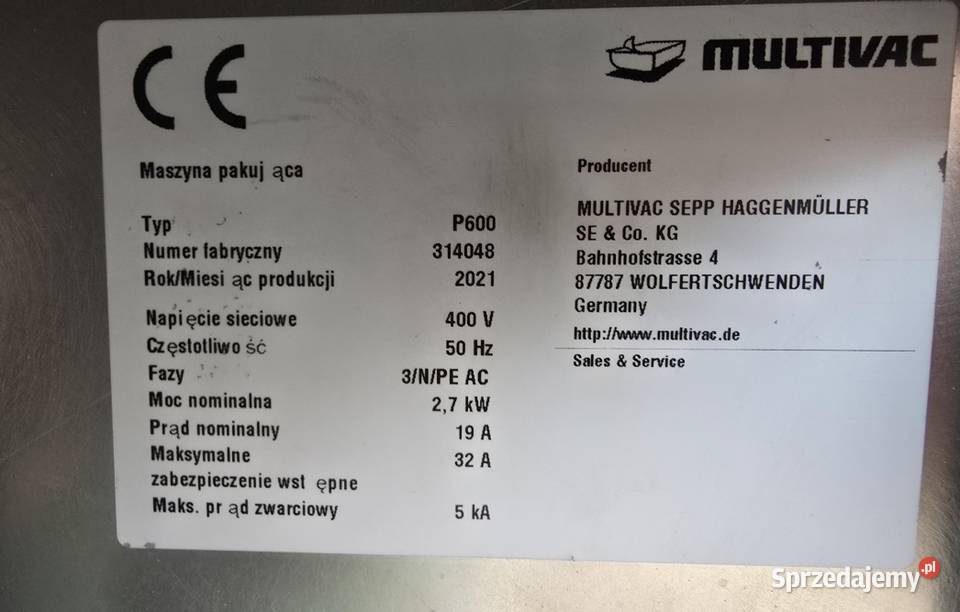 CE
MULTIVAC
Maszyna pakuj ąca
Typ P600
Numer fabryczny 314048
Rok/Miesi ąc produkcji 2021
Napięcie sieciowe 400 V
Częstotliwo ść 50 Hz
Fazy 3/N/PE AC
Moc nominalna 2,7 kW
Prąd nominalny 19 A
Maksymalne 32 A
zabezpieczenie wst ępne
Maks. pr ąd zwarciowy 5 kA
Producent
MULTIVAC SEPP HAGGENMÜLLER
SE & Co. KG
Bahnhofstrasse 4
87787 WOLFERTSCHWENDEN
Germany
http://www.multivac.de
Sales & Service
Sprzedajemy.pl